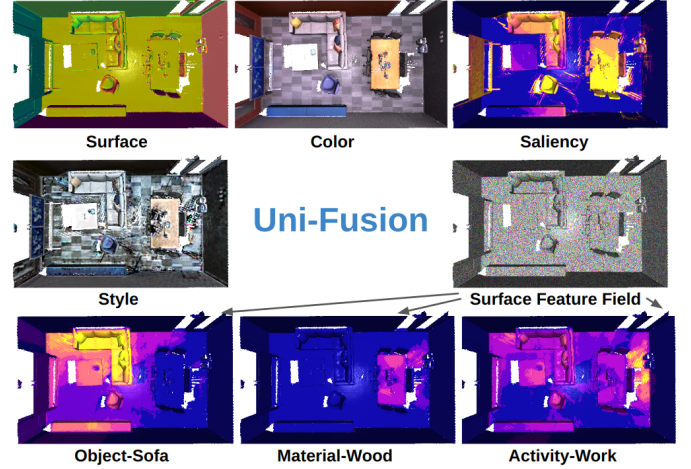 Surface
Color
Saliency
Uni-Fusion
Style
Surface Feature Field
Object-Sofa
Material-Wood
Activity-Work